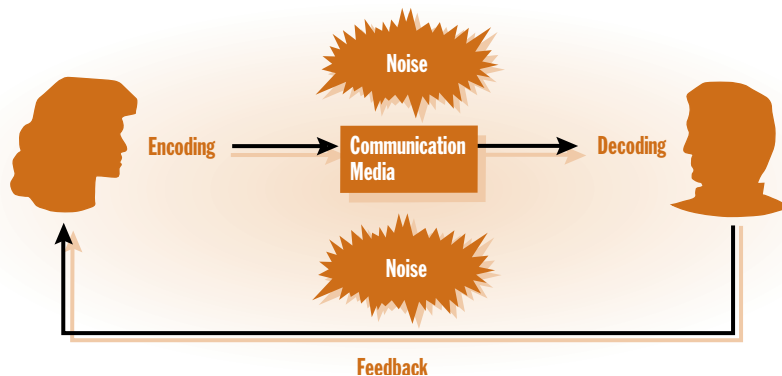 Noise
Encoding
Communication
Media
Decoding
Noise
Feedback